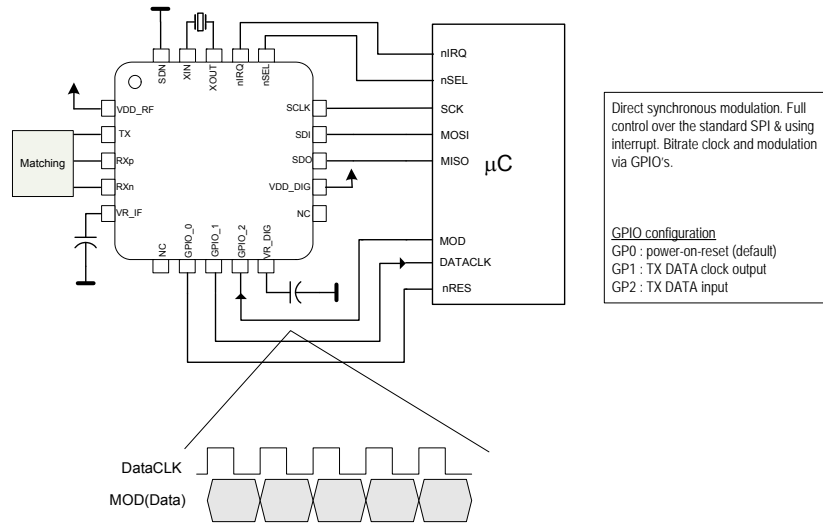 SDN
XIN
XOUT
nIRQ
nSEL
VDD_RF
TX
RXp
RXn
VR_IF
Matching
SCLK
SDI
SDO
VDD_DIG
NC
NC
GPIO_0
GPIO_1
GPIO_2
VR_DIG
nIRQ
nSEL
SCK
MOSI
MISO
μC
MOD
DATACLK
nRES
Direct synchronous modulation. Full
control over the standard SPI & using
interrupt. Bitrate clock and modulation
via GPIO's.
GPIO configuration
GP0 : power-on-reset (default)
GP1 : TX DATA clock output
GP2 : TX DATA input
DataCLK
MOD(Data)